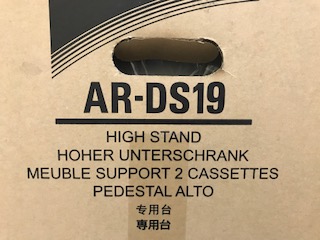 AR-DS19
HIGH STAND
HOHER UNTERSCHRANK
MEUBLE SUPPORT 2 CASSETTES
PEDESTAL ALTO
专用台
專用台